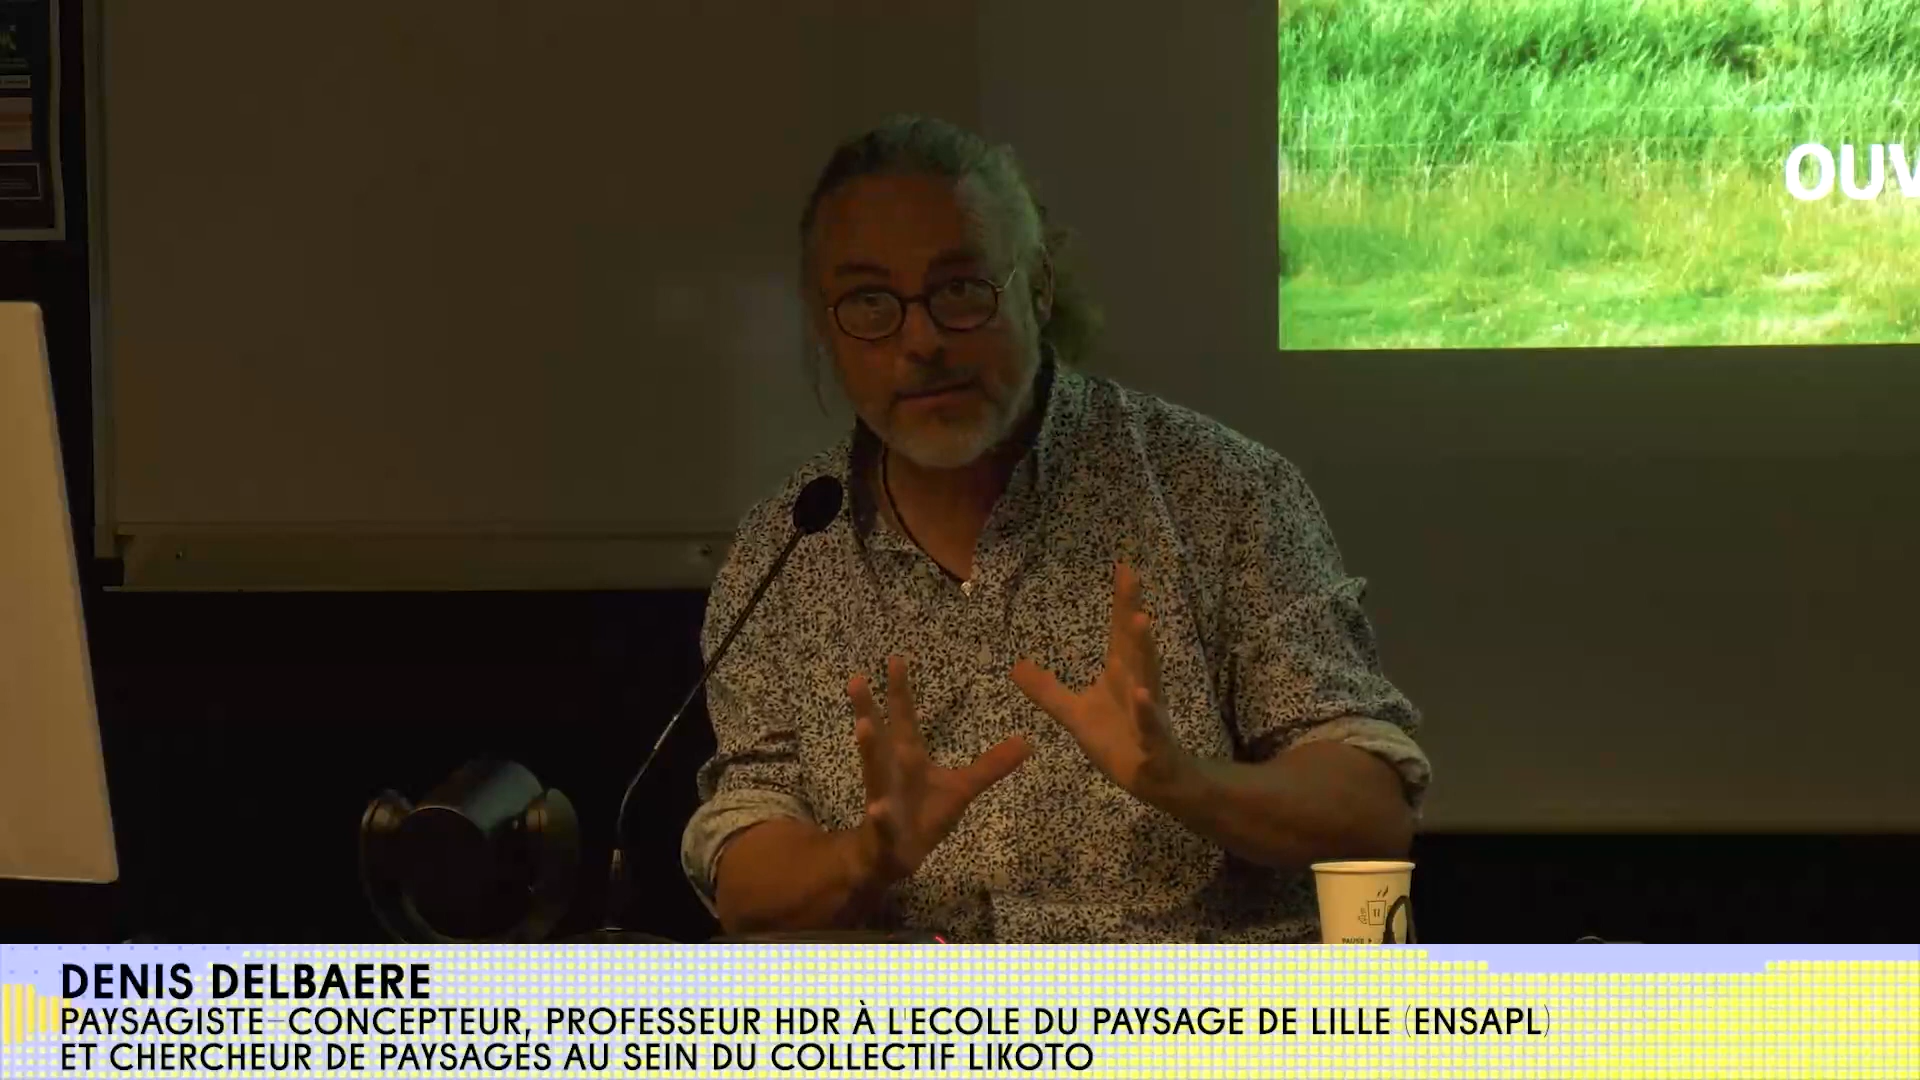 OUV
PAUSE
DENIS DELBAERE
PAYSAGISTE-CONCEPTEUR, PROFESSEUR HDR À L'ECOLE DU PAYSAGE DE LILLE (ENSAPL)
ET CHERCHEUR DE PAYSAGES AU SEIN DU COLLECTIF LIKOTO